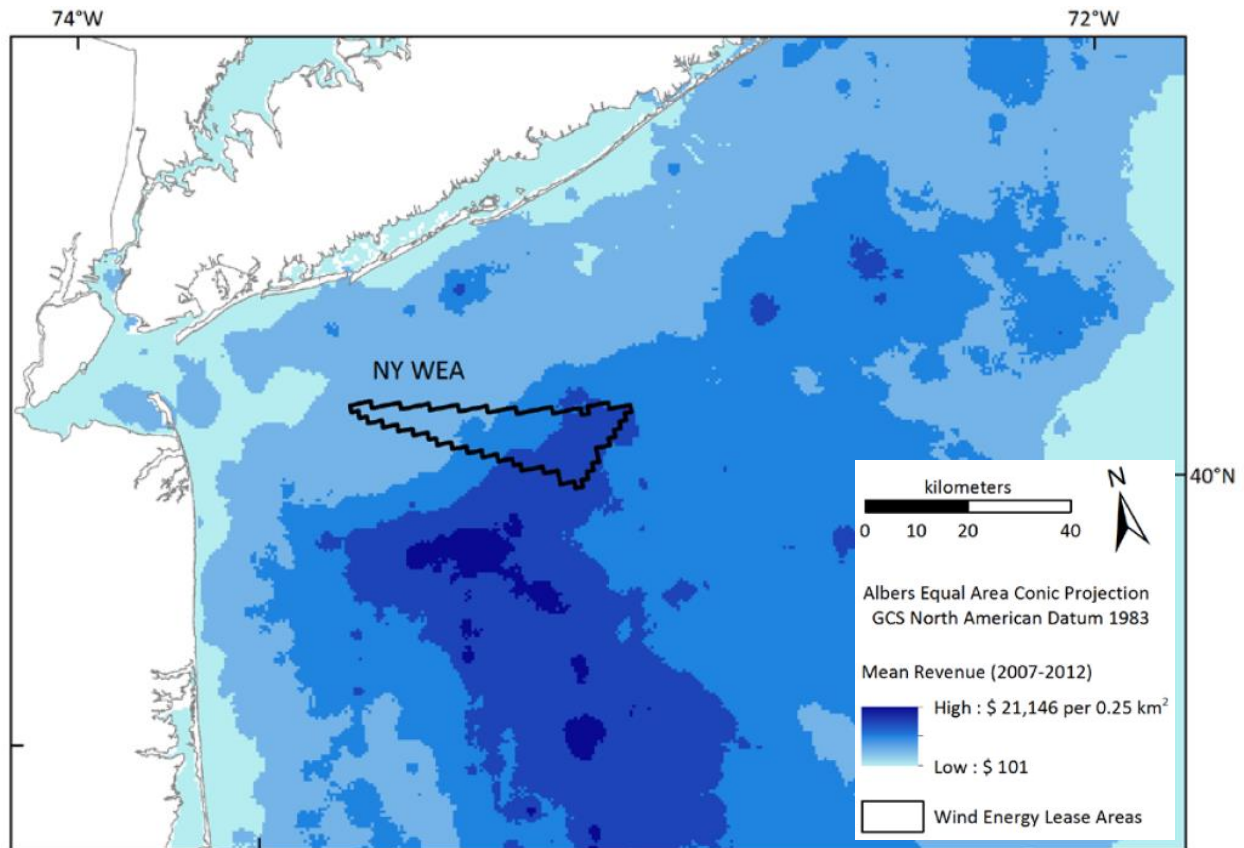 74°W
72°W
NY WEA
40°N
kilometers
N
0 10 20 40
Albers Equal Area Conic Projection
GCS North American Datum 1983
Mean Revenue (2007-2012)
High : $ 21,146 per 0.25 km²
Low : $ 101
Wind Energy Lease Areas